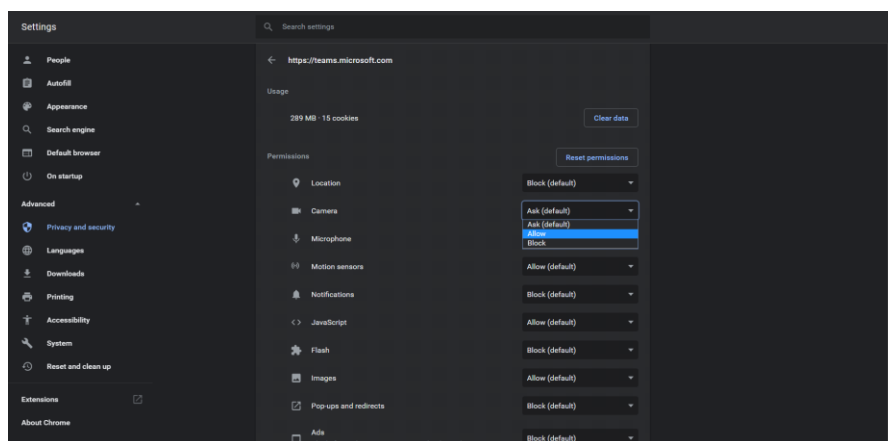 Settings
Search settings
People
Autofill
Appearance
Search engine
Default browser
On startup
Advanced
Privacy and security
Languages
Downloads
Printing
Accessibility
System
Reset and clean up
Extensions
About Chrome
https://teams.microsoft.com
Usage
289 MB · 15 cookies
Clear data
Permissions
Reset permissions
Location
Block (default)
Camera
Ask (default)
Ask (default)
Allow
Block
Microphone
Motion sensors
Allow (default)
Notifications
Block (default)
JavaScript
Allow (default)
Flash
Block (default)
Images
Allow (default)
Pop-ups and redirects
Block (default)
Ads
Block (default)